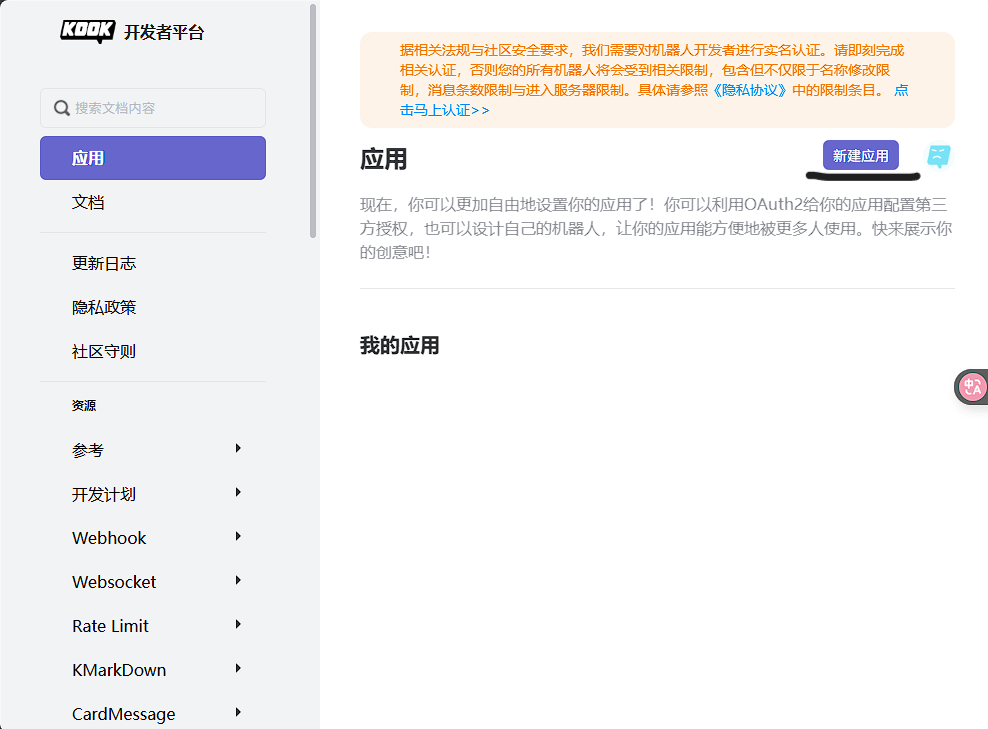 KOOK 开发者平台
搜索文档内容
应用
文档
更新日志
隐私政策
社区守则
资源
参考
开发计划
Webhook
Websocket
Rate Limit
KMarkDown
CardMessage
据相关法规与社区安全要求，我们需要对机器人开发者进行实名认证。请即刻完成
相关认证，否则您的所有机器人将会受到相关限制，包含但不仅限于名称修改限
制，消息条数限制与进入服务器限制。具体请参照《隐私协议》中的限制条目。 点
击马上认证>>
应用
新建应用
现在，你可以更加自由地设置你的应用了！你可以利用OAuth2给你的应用配置第三
方授权，也可以设计自己的机器人，让你的应用能方便地被更多人使用。快来展示你
的创意吧！
我的应用
中A